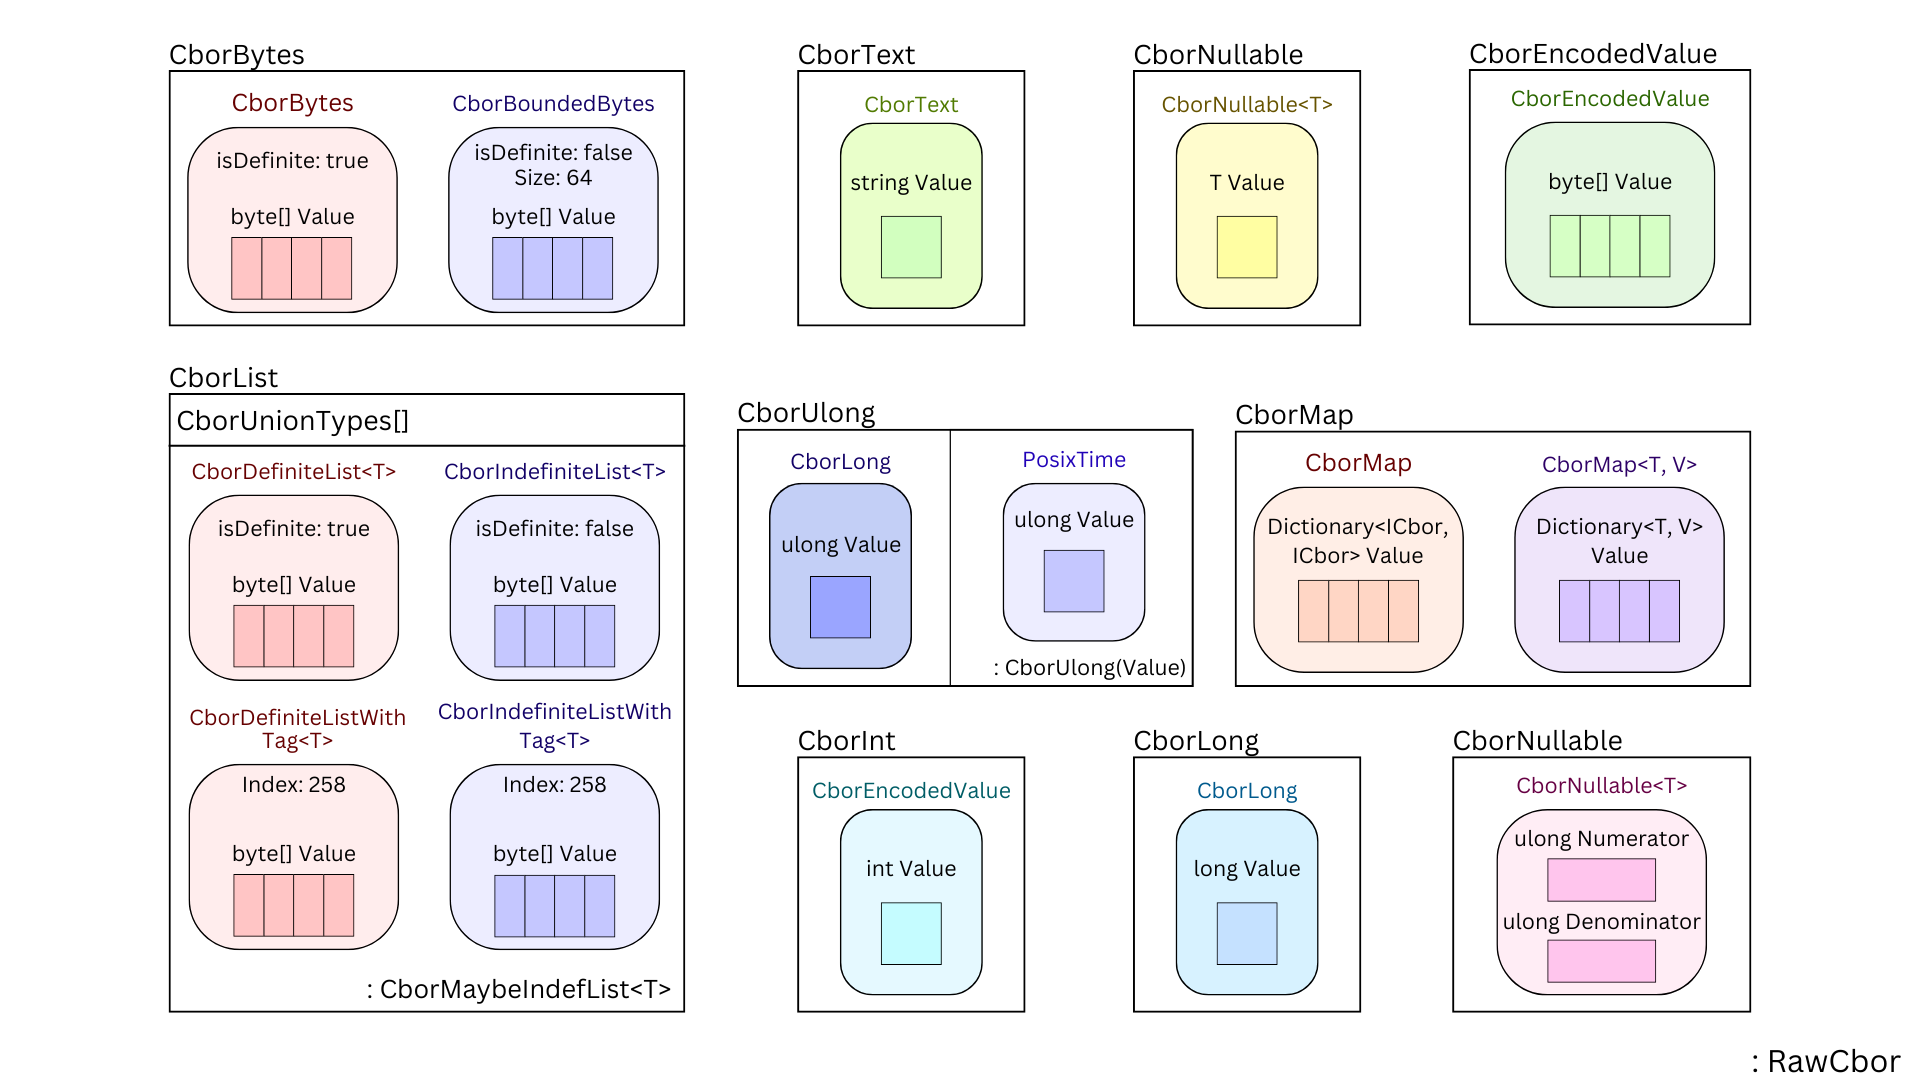 CborBytes
CborBytes
isDefinite: true
byte[] Value
CborBoundedBytes
isDefinite: false
Size: 64
byte[] Value
CborText
CborText
string Value
CborNullable
CborNullable<T>
T Value
CborEncodedValue
CborEncodedValue
byte[] Value
CborList
CborUnionTypes[]
CborDefiniteList<T>
isDefinite: true
byte[] Value
CborIndefiniteList<T>
isDefinite: false
byte[] Value
CborDefiniteListWith
Tag<T>
Index: 258
byte[] Value
CborIndefiniteListWith
Tag<T>
Index: 258
byte[] Value
: CborMaybeIndefList<T>
CborUlong
CborLong
ulong Value
PosixTime
ulong Value
: CborUlong(Value)
CborMap
CborMap
Dictionary<ICbor,
ICbor> Value
CborMap<T, V>
Dictionary<T, V>
Value
CborInt
CborEncodedValue
int Value
CborLong
CborLong
long Value
CborNullable
CborNullable<T>
ulong Numerator
ulong Denominator
: RawCbor